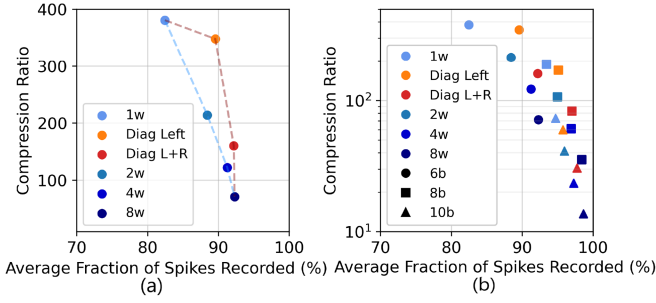 400
300
200
100
Compression Ratio
1w
Diag Left
Diag L+R
2w
4w
8w
70 80 90 100
Average Fraction of Spikes Recorded (%)
(a)
10²
10¹
Compression Ratio
1w
Diag Left
Diag L+R
2w
4w
8w
6b
8b
10b
70 80 90 100
Average Fraction of Spikes Recorded (%)
(b)